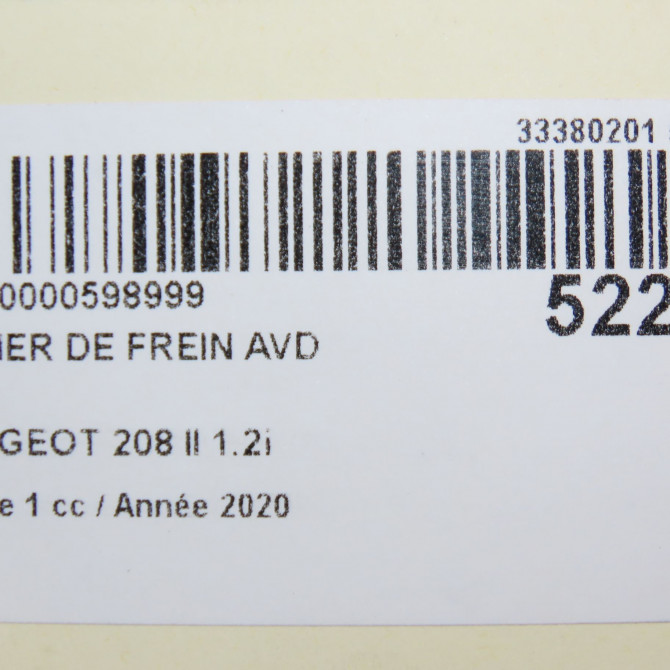 33380201
0000598999
522
IER DE FREIN AVD
GEOT 208 II 1.2i
e 1 cc / Année 2020